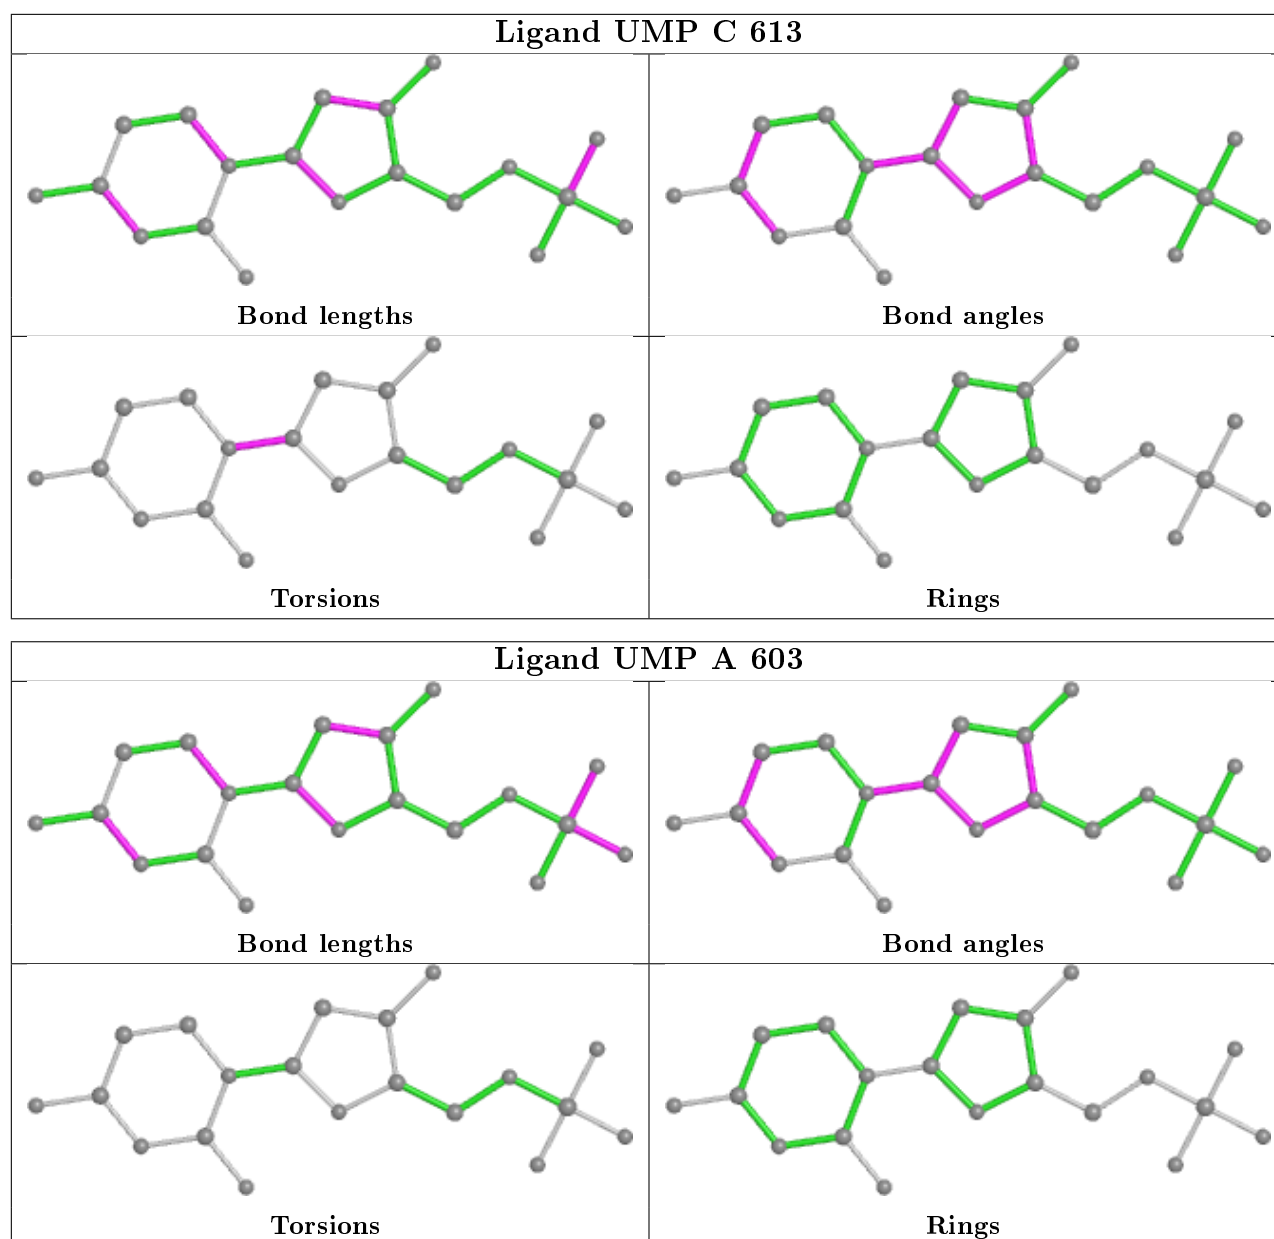 Ligand UMP C 613
Bond lengths
Bond angles
Torsions
Rings
Ligand UMP A 603
Bond lengths
Bond angles
Torsions
Rings